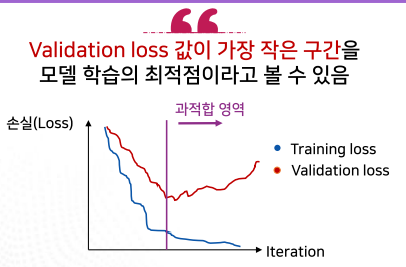 Validation loss 값이 가장 작은 구간을
모델 학습의 최적점이라고 볼 수 있음
과적합 영역
손실(Loss)
Training loss
Validation loss
Iteration